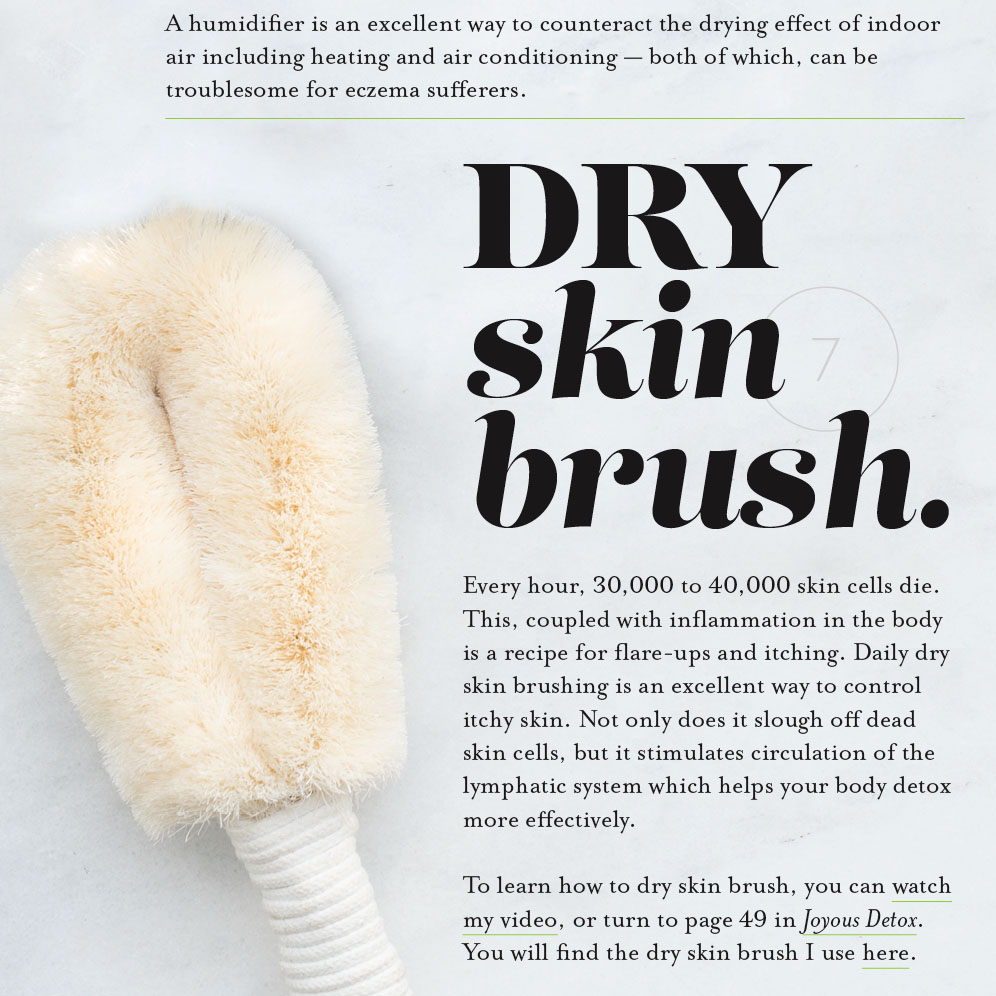 A humidifier is an excellent way to counteract the drying effect of indoor
air including heating and air conditioning — both of which, can be
troublesome for eczema sufferers.
DRY
skin
7
brush.
Every hour, 30,000 to 40,000 skin cells die.
This, coupled with inflammation in the body
is a recipe for flare-ups and itching. Daily dry
skin brushing is an excellent way to control
itchy skin. Not only does it slough off dead
skin cells, but it stimulates circulation of the
lymphatic system which helps your body detox
more effectively.
To learn how to dry skin brush, you can watch
my video, or turn to page 49 in Joyous Detox.
You will find the dry skin brush I use here.